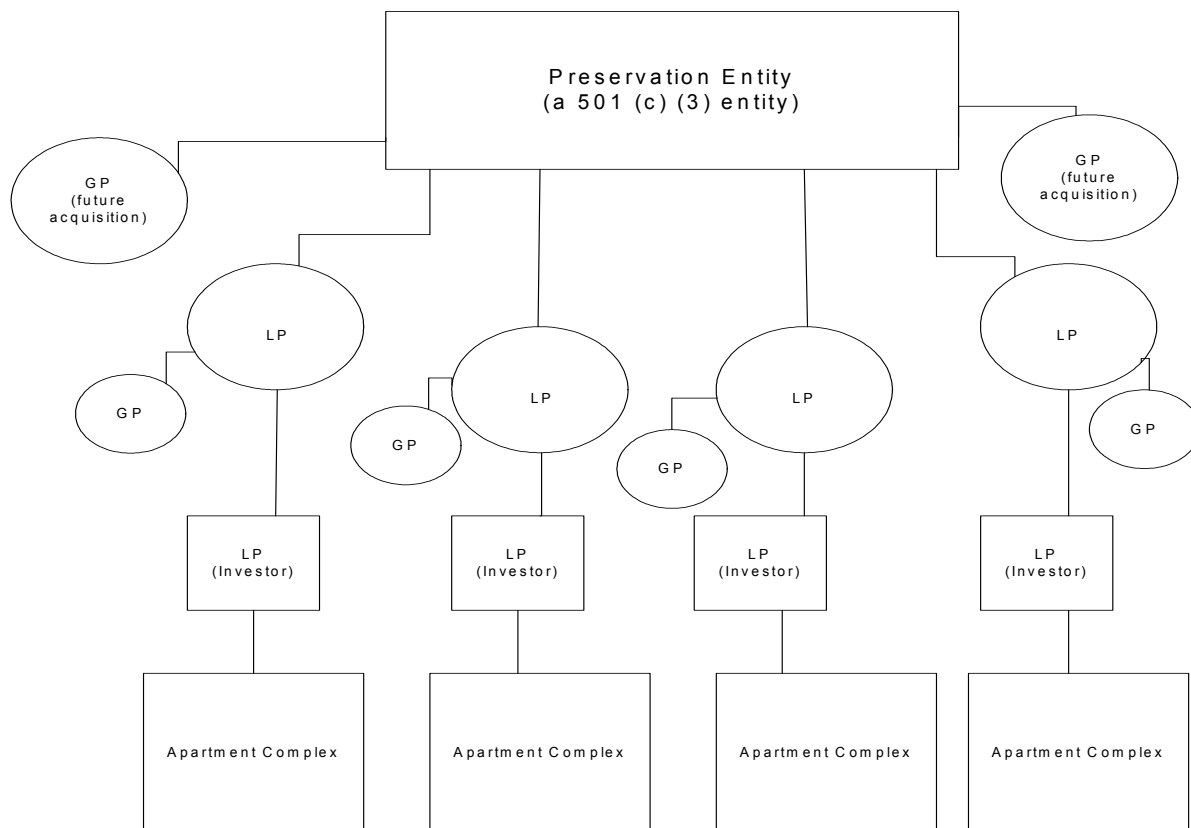 Preservation Entity
(a 501 (c) (3) entity)
GP
(future
acquisition)
GP
(future
acquisition)
LP
LP
LP
LP
GP
GP
GP
GP
LP
(Investor)
LP
(Investor)
LP
(Investor)
LP
(Investor)
Apartment Complex
Apartment Complex
Apartment Complex
Apartment Complex